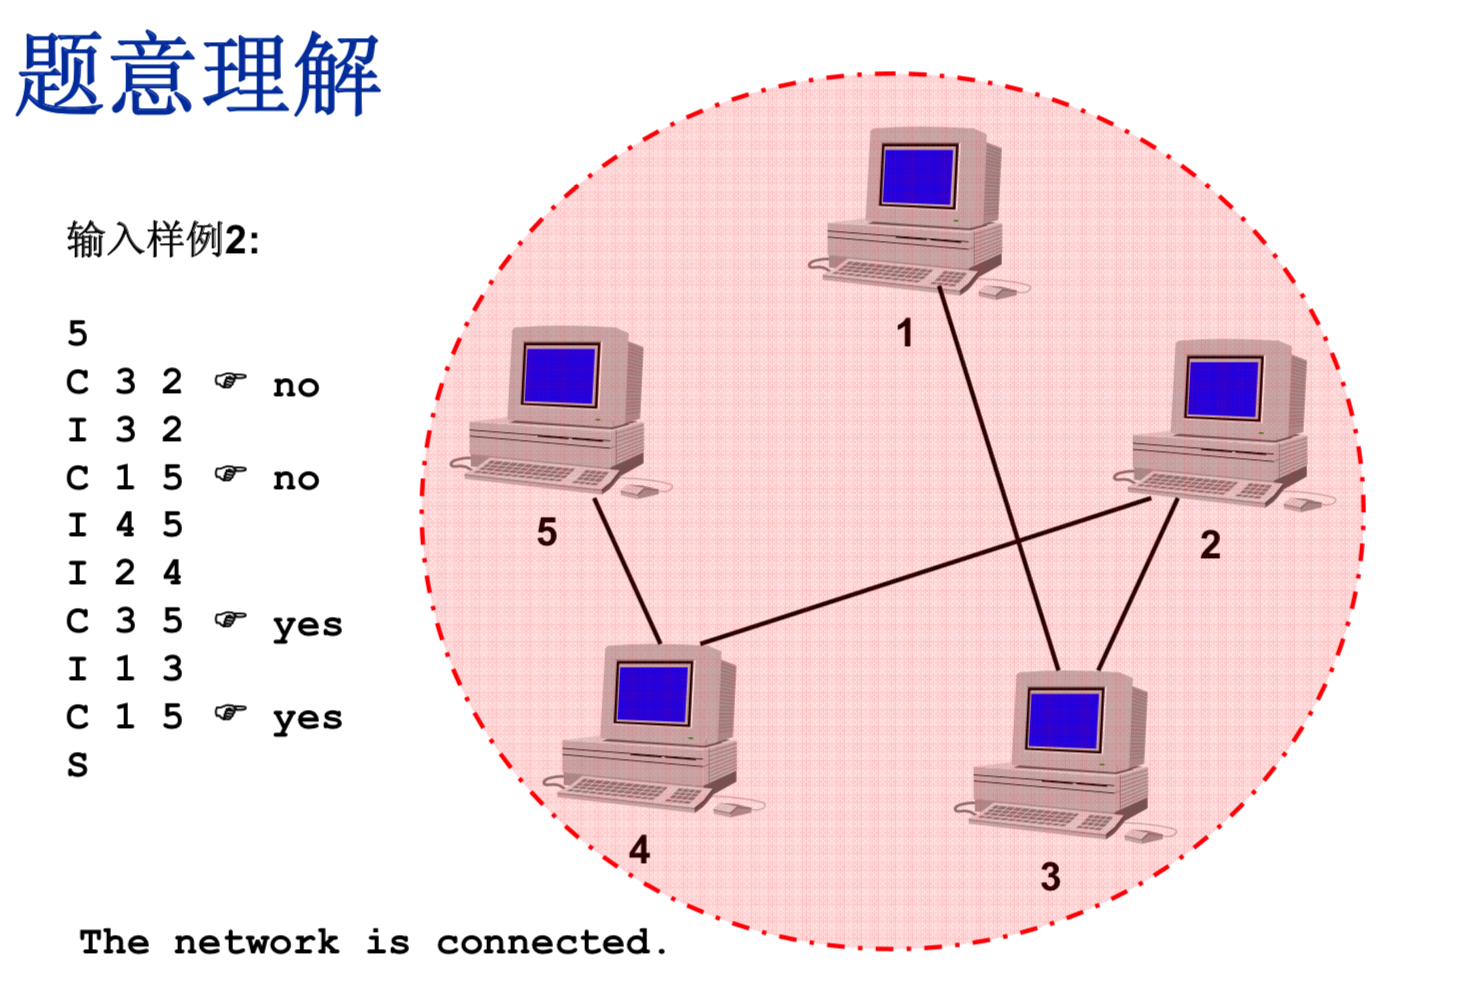 题意理解
输入样例2:
5
C 3 2 ☞ no
I 3 2
C 1 5 ☞ no
I 4 5
I 2 4
C 3 5 ☞ yes
I 1 3
C 1 5 ☞ yes
S
1
5
2
4
3
The network is connected.